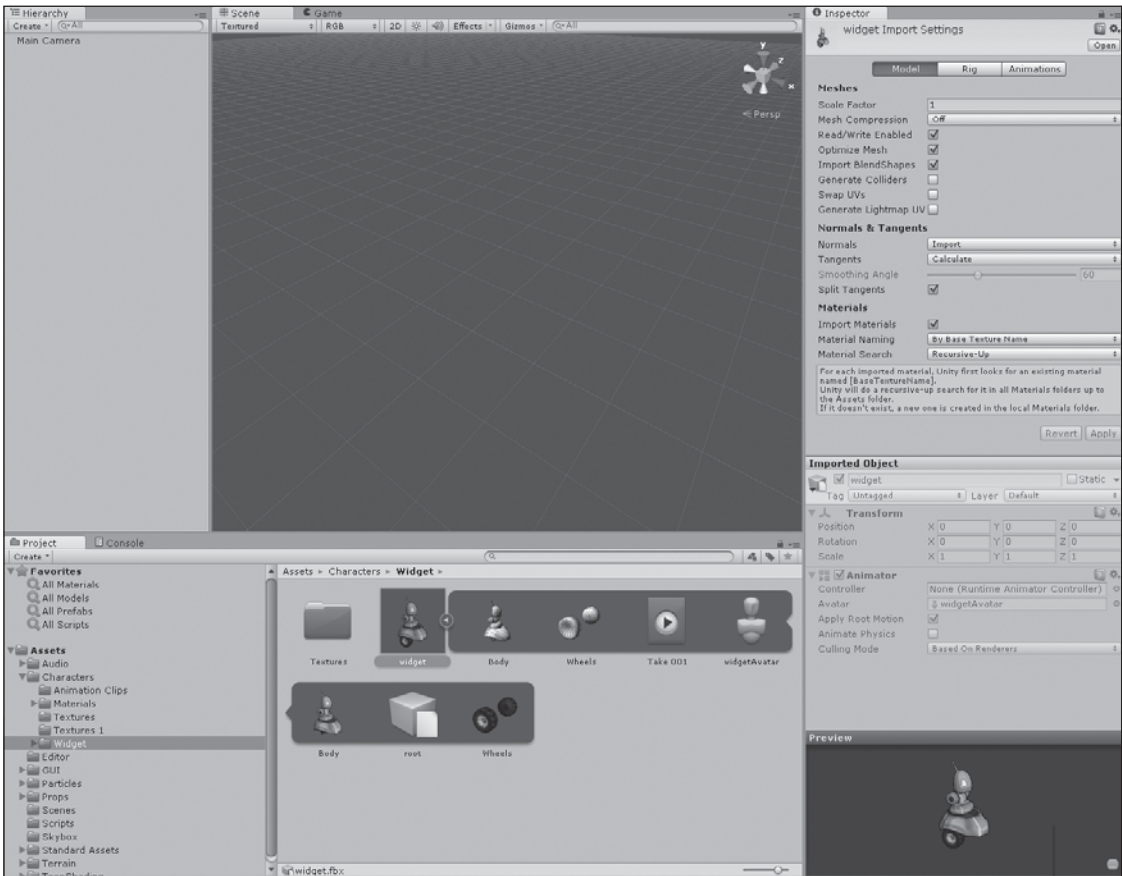 Hierarchy
Create
All
Main Camera
Scene
Game
Textured
RGB
2D
Effects
Gizmos
All
y
z
x
Persp
Inspector
widget Import Settings
Open
Model
Rig
Animations
Meshes
Scale Factor 1
Mesh Compression Off
Read/Write Enabled
Optimize Mesh
Import BlendShapes
Generate Colliders
Swap UVs
Generate Lightmap UV
Normals & Tangents
Normals Import
Tangents Calculate
Smoothing Angle 60
Split Tangents
Materials
Import Materials
Material Naming By Base Texture Name
Material Search Recursive-Up
For each imported material, Unity first looks for an existing material
named [BaseTextureName].
Unity will do a recursive-up search for it in all Materials folders up to
the Assets folder.
If it doesn't exist, a new one is created in the local Materials folder.
Revert
Apply
Imported Object
widget
Static
Tag Untagged Layer Default
Transform
Position X 0 Y 0 Z 0
Rotation X 0 Y 0 Z 0
Scale X 1 Y 1 Z 1
Animator
Controller None (Runtime Animator Controller)
Avatar widgetAvatar
Apply Root Motion
Animate Physics
Culling Mode Based On Renderers
Preview
Project
Console
Create
Favorites
All Materials
All Models
All Prefabs
All Scripts
Assets
Audio
Characters
Animation Clips
Materials
Textures
Textures 1
Widget
Editor
GUI
Particles
Props
Scenes
Scripts
Skybox
Standard Assets
Terrain
Assets ▸ Characters ▸ Widget ▸
Textures
widget
Body
Wheels
Take 001
widgetAvatar
Body
root
Wheels
widget.fbx